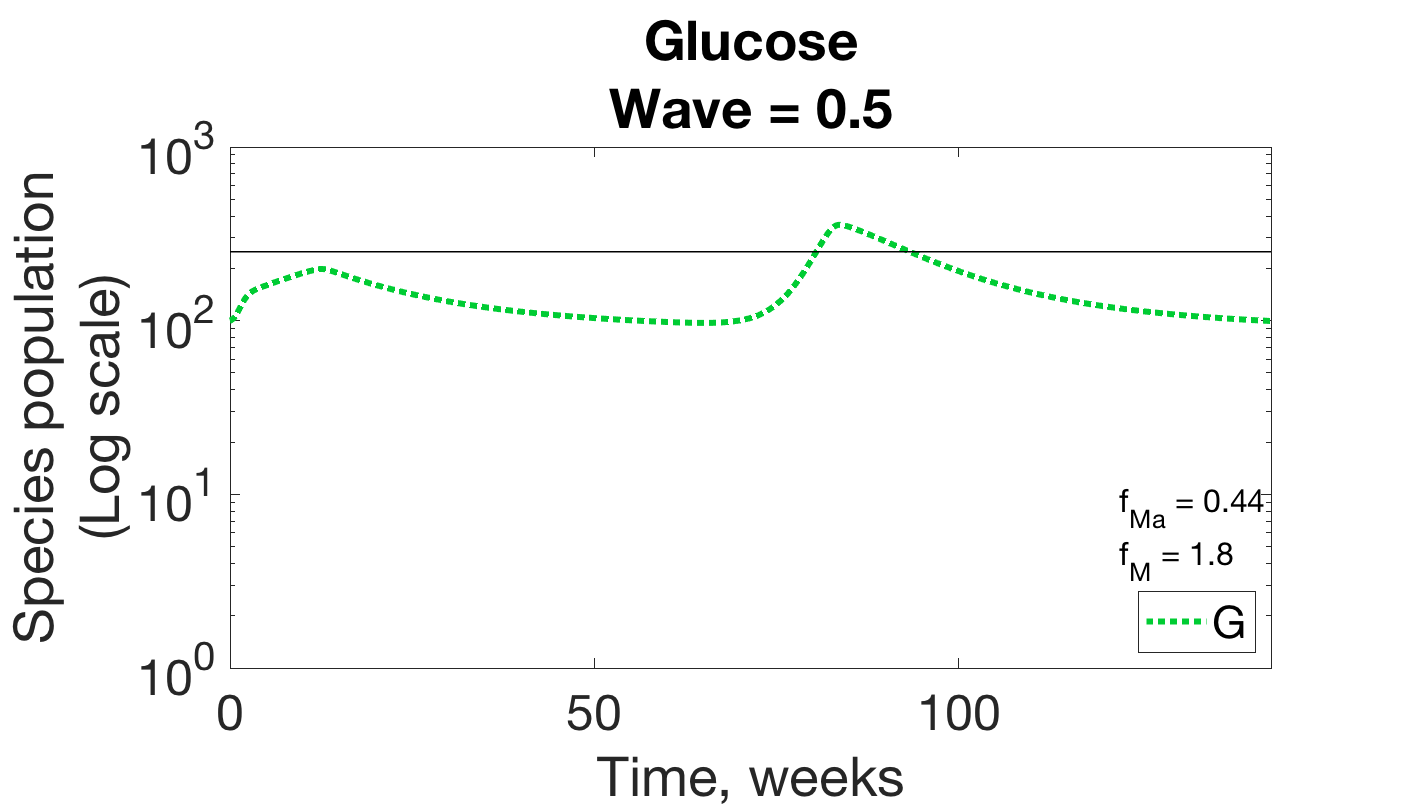 Glucose
Wave = 0.5
Species population
(Log scale)
10^3
10^2
10^1
10^0
f_Ma = 0.44
f_M = 1.8
G
0 50 100
Time, weeks